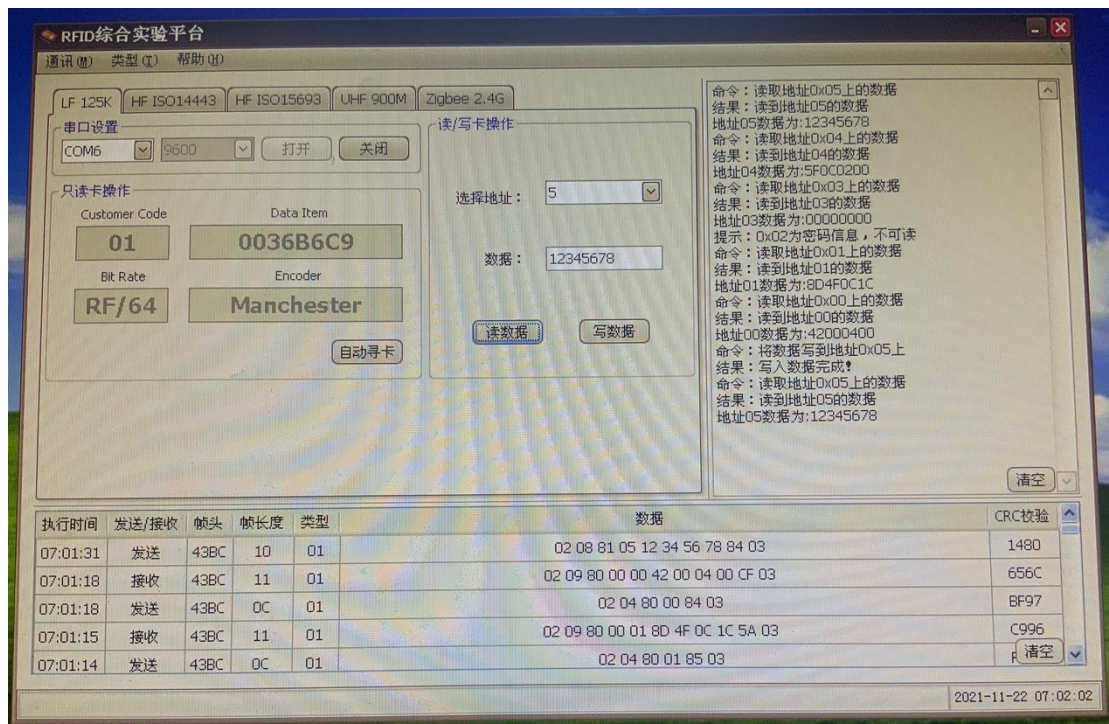 RFID综合实验平台
通讯(M) 类型(T) 帮助(H)
LF 125K HF ISO14443 HF ISO15693 UHF 900M Zigbee 2.4G
串口设置
COM6 9600 打开 关闭
只读卡操作
Customer Code Data Item
01 0036B6C9
Bit Rate Encoder
RF/64 Manchester
自动寻卡
读/写卡操作
选择地址： 5
数据： 12345678
读数据 写数据
命令：读取地址0x05上的数据
结果：读到地址05的数据
地址05数据为:12345678
命令：读取地址0x04上的数据
结果：读到地址04的数据
地址04数据为:5F0C0200
命令：读取地址0x03上的数据
结果：读到地址03的数据
地址03数据为:00000000
提示：0x02为密码信息，不可读
命令：读取地址0x01上的数据
结果：读到地址01的数据
地址01数据为:8D4F0C1C
命令：读取地址0x00上的数据
结果：读到地址00的数据
地址00数据为:42000400
命令：将数据写到地址0x05上
结果：写入数据完成!
命令：读取地址0x05上的数据
结果：读到地址05的数据
地址05数据为:12345678
清空
执行时间 发送/接收 帧头 帧长度 类型 数据 CRC校验
07:01:31 发送 43BC 10 01 02 08 81 05 12 34 56 78 84 03 1480
07:01:18 接收 43BC 11 01 02 09 80 00 00 42 00 04 00 CF 03 656C
07:01:18 发送 43BC 0C 01 02 04 80 00 84 03 BF97
07:01:15 接收 43BC 11 01 02 09 80 00 01 8D 4F 0C 1C 5A 03 C996
07:01:14 发送 43BC 0C 01 02 04 80 01 85 03
清空
2021-11-22 07:02:02